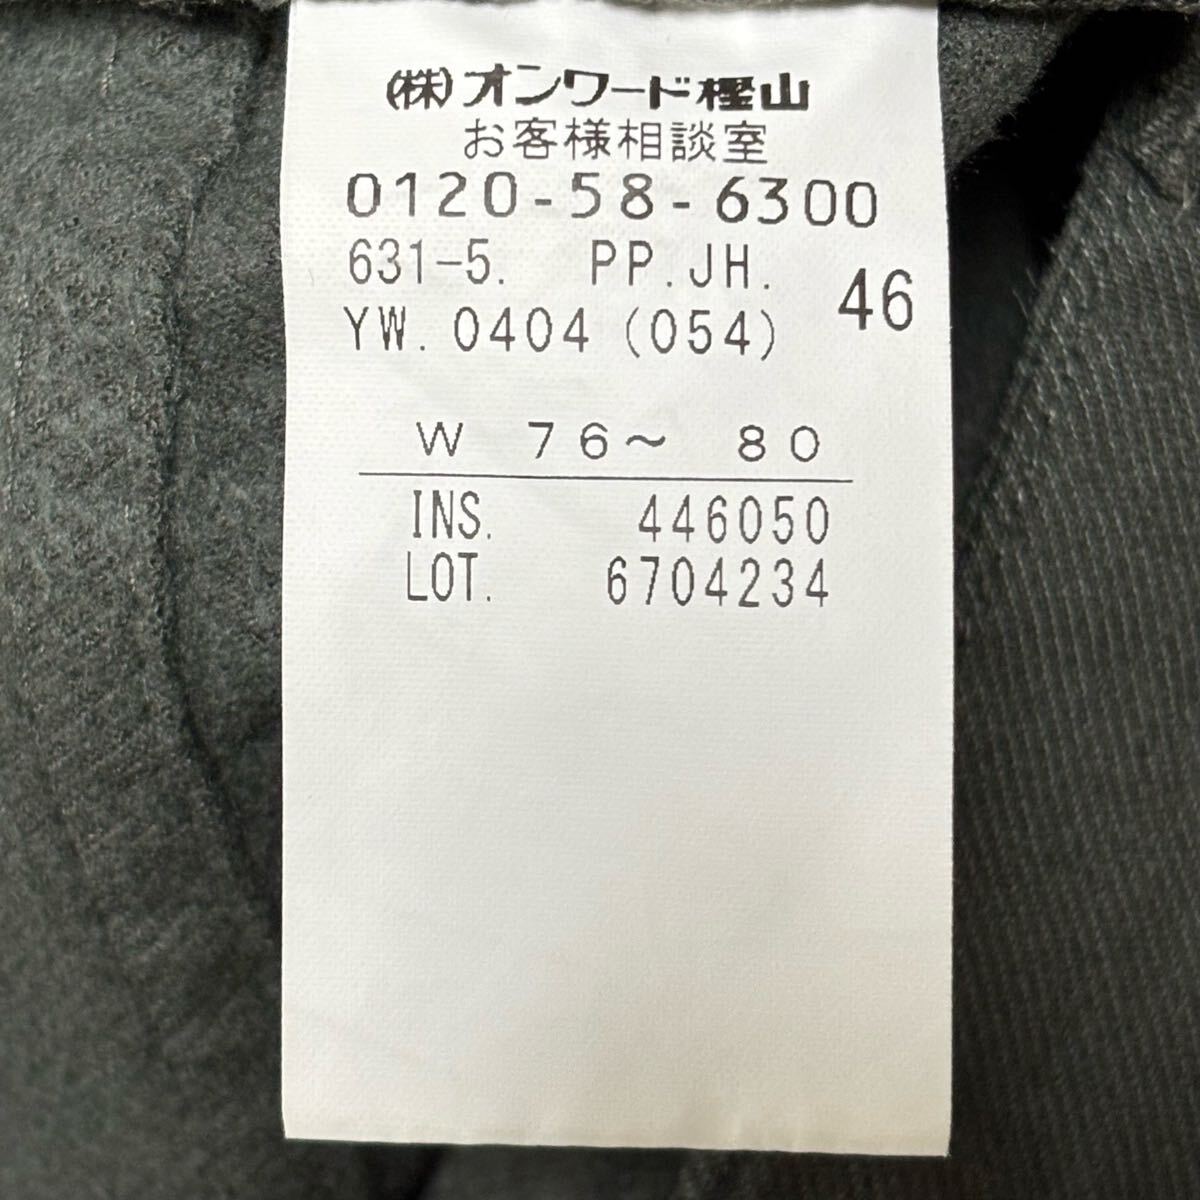 (株)オンワード樫山
お客様相談室
0120-58-6300
631-5. PP.JH. 46
YW. 0404 (054)
W 76〜 80
INS. 446050
LOT. 6704234